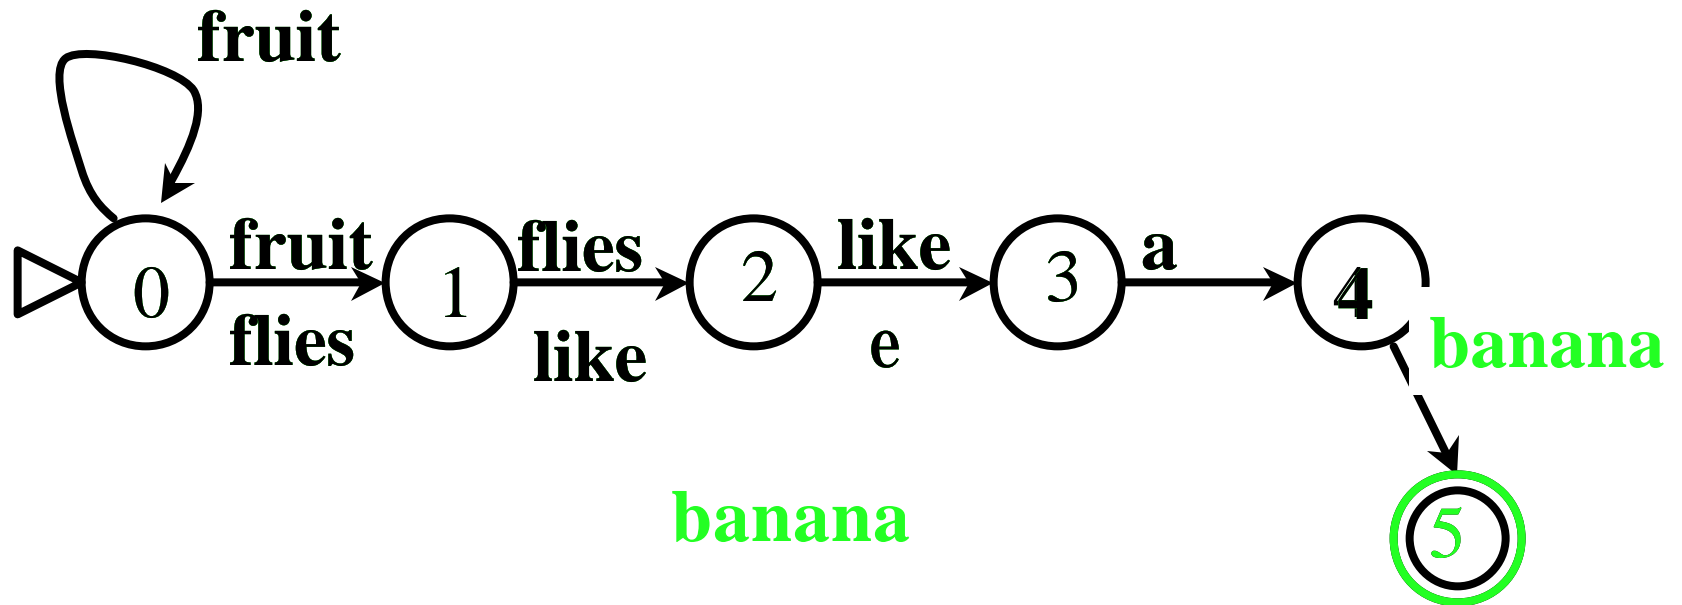 fruit
fruit flies like a
0 1 2 3 4
flies like e banana
banana 5